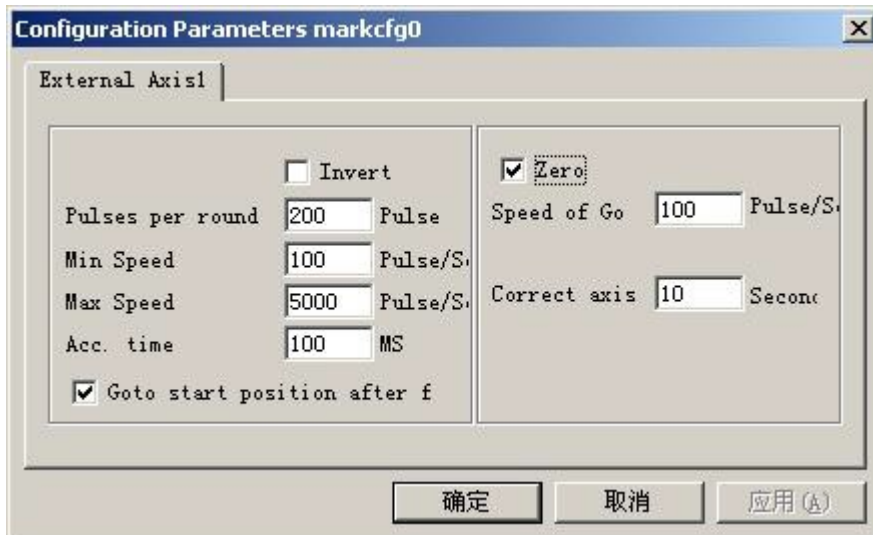 Configuration Parameters markcfg0
External Axis1
Invert
Pulses per round 200 Pulse
Min Speed 100 Pulse/S
Max Speed 5000 Pulse/S
Acc. time 100 MS
Goto start position after f
Zero
Speed of Go 100 Pulse/S
Correct axis 10 Secon
确定 取消 应用(A)